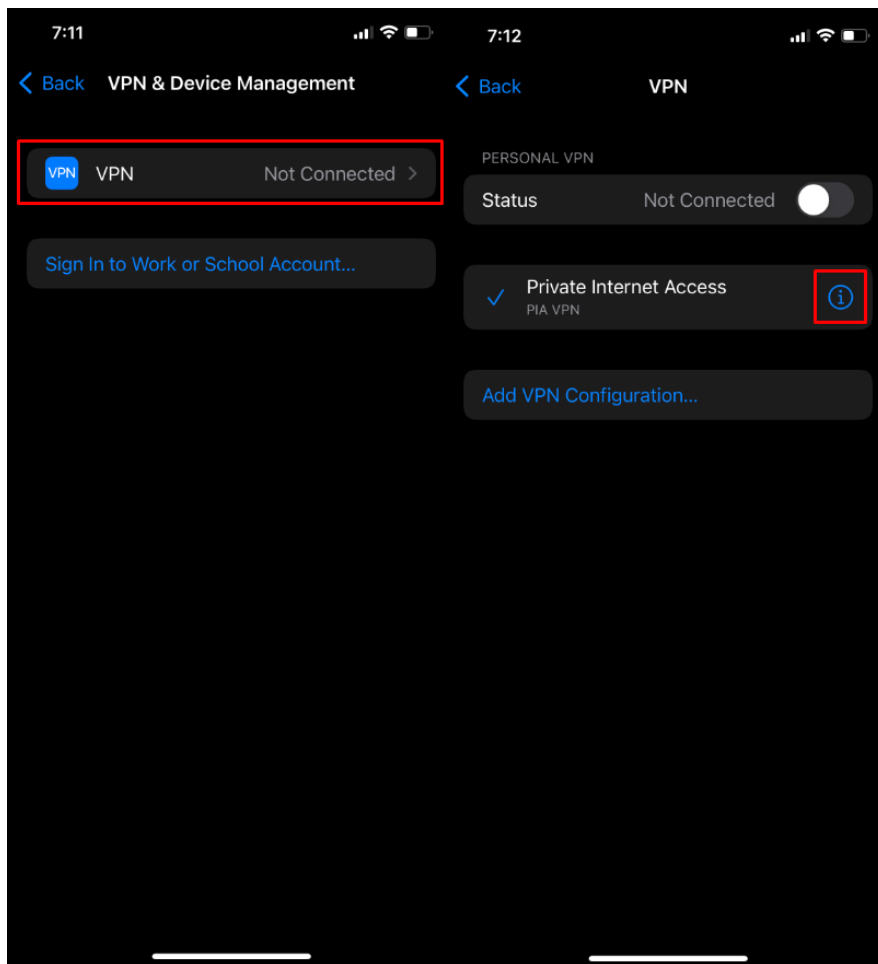 7:11
Back VPN & Device Management
VPN VPN Not Connected
Sign In to Work or School Account...
7:12
Back VPN
PERSONAL VPN
Status Not Connected
Private Internet Access
PIA VPN
Add VPN Configuration...